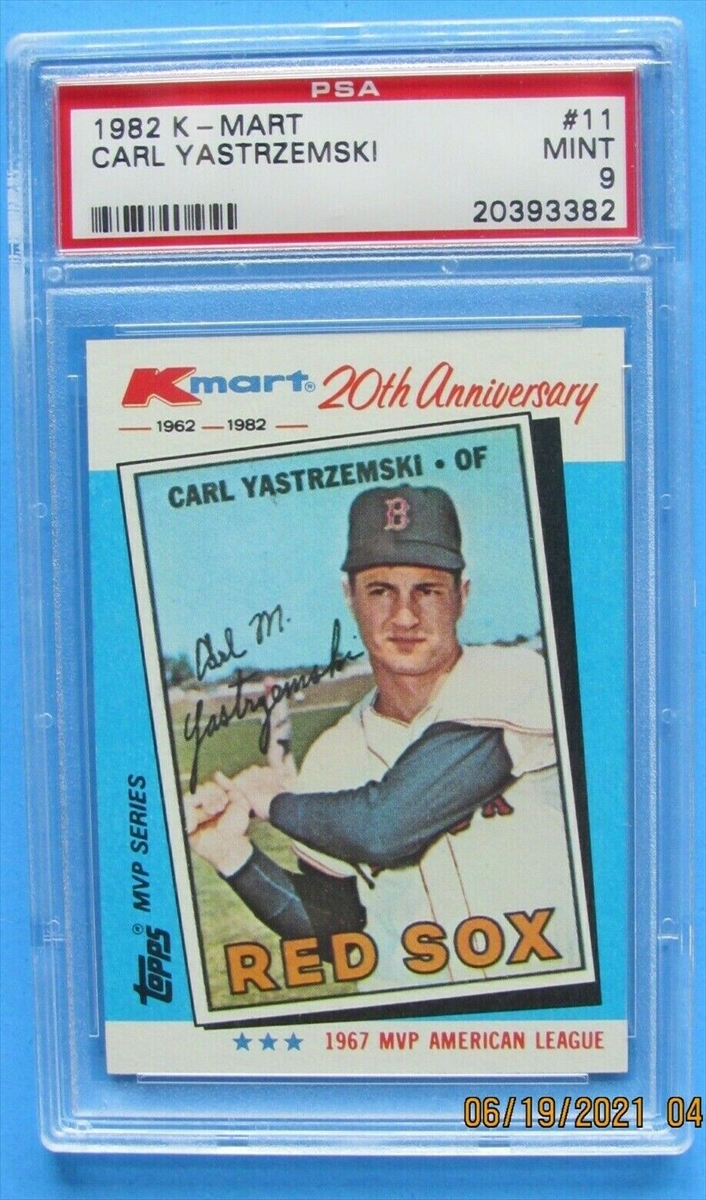 PSA
1982 K-MART #11
CARL YASTRZEMSKI MINT
9
20393382
Kmart® 20th Anniversary
1962 — 1982
CARL YASTRZEMSKI • OF
B
Carl M.
Yastrzemski
RED SOX
topps® MVP SERIES
1967 MVP AMERICAN LEAGUE
06/19/2021 04